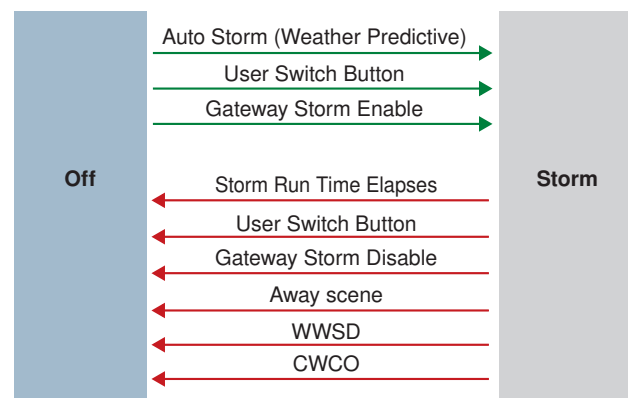 Auto Storm (Weather Predictive)
User Switch Button
Gateway Storm Enable
Off
Storm
Storm Run Time Elapses
User Switch Button
Gateway Storm Disable
Away scene
WWSD
CWCO